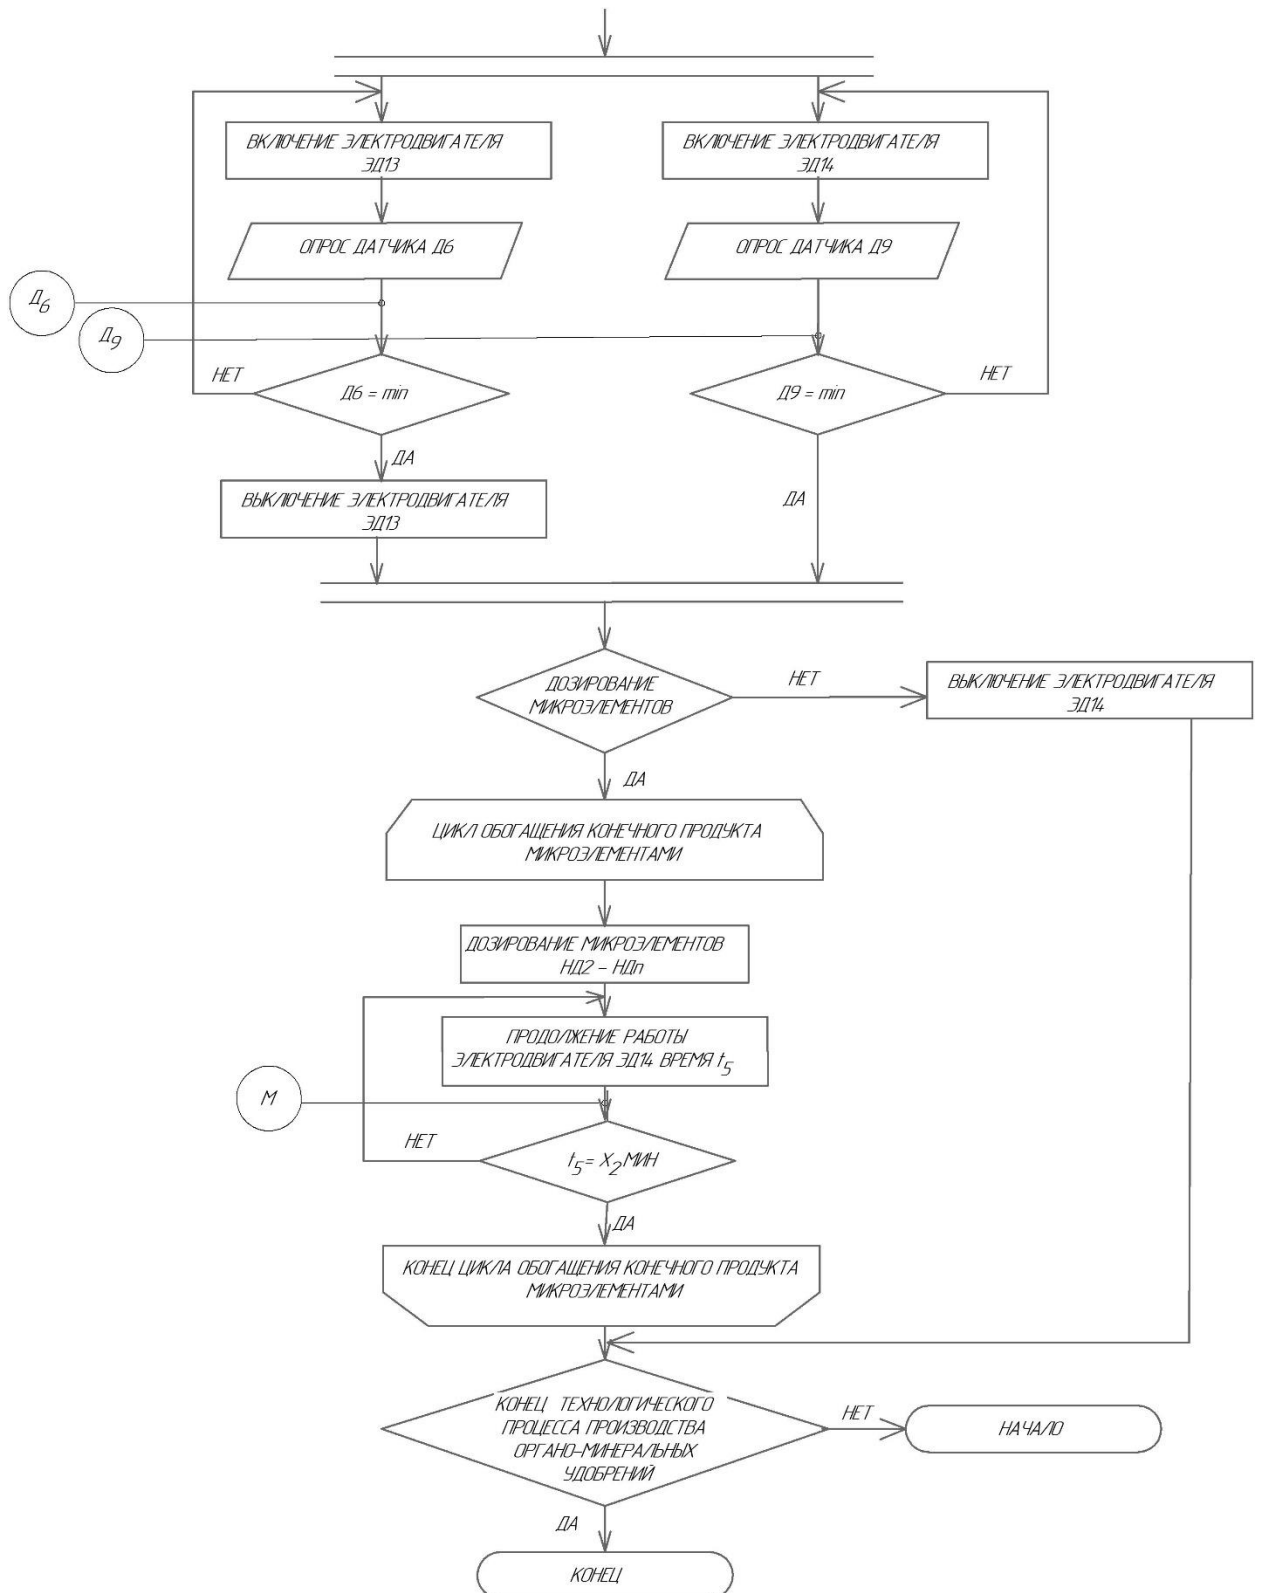 ВКЛЮЧЕНИЕ ЭЛЕКТРОДВИГАТЕЛЯ
ЭД13
ВКЛЮЧЕНИЕ ЭЛЕКТРОДВИГАТЕЛЯ
ЭД14
ОПРОС ДАТЧИКА Д6
ОПРОС ДАТЧИКА Д9
Д6
Д9
НЕТ
Д6 = min
Д9 = min
НЕТ
ДА
ВЫКЛЮЧЕНИЕ ЭЛЕКТРОДВИГАТЕЛЯ
ЭД13
ДА
ДОЗИРОВАНИЕ
МИКРОЭЛЕМЕНТОВ
НЕТ
ВЫКЛЮЧЕНИЕ ЭЛЕКТРОДВИГАТЕЛЯ
ЭД14
ДА
ЦИКЛ ОБОГАЩЕНИЯ КОНЕЧНОГО ПРОДУКТА
МИКРОЭЛЕМЕНТАМИ
ДОЗИРОВАНИЕ МИКРОЭЛЕМЕНТОВ
НД2 – НДn
ПРОДОЛЖЕНИЕ РАБОТЫ
ЭЛЕКТРОДВИГАТЕЛЯ ЭД14 ВРЕМЯ t5
М
НЕТ
t5 = X2 МИН
ДА
КОНЕЦ ЦИКЛА ОБОГАЩЕНИЯ КОНЕЧНОГО ПРОДУКТА
МИКРОЭЛЕМЕНТАМИ
КОНЕЦ ТЕХНОЛОГИЧЕСКОГО
ПРОЦЕССА ПРОИЗВОДСТВА
ОРГАНО-МИНЕРАЛЬНЫХ
УДОБРЕНИЙ
НЕТ
НАЧАЛО
ДА
КОНЕЦ